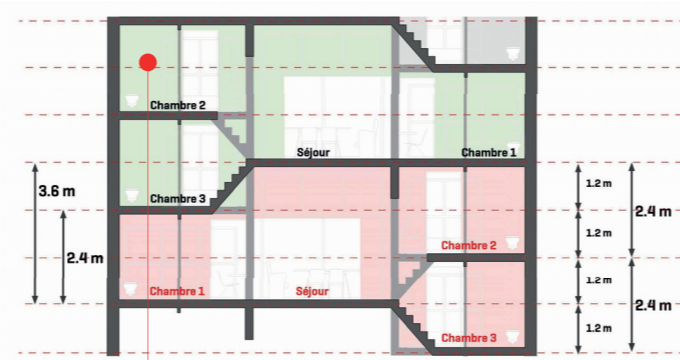 Chambre 2
Séjour
Chambre 1
Chambre 3
3.6 m
1.2 m
2.4 m
1.2 m
Chambre 2
2.4 m
1.2 m
Chambre 1
Séjour
2.4 m
1.2 m
Chambre 3